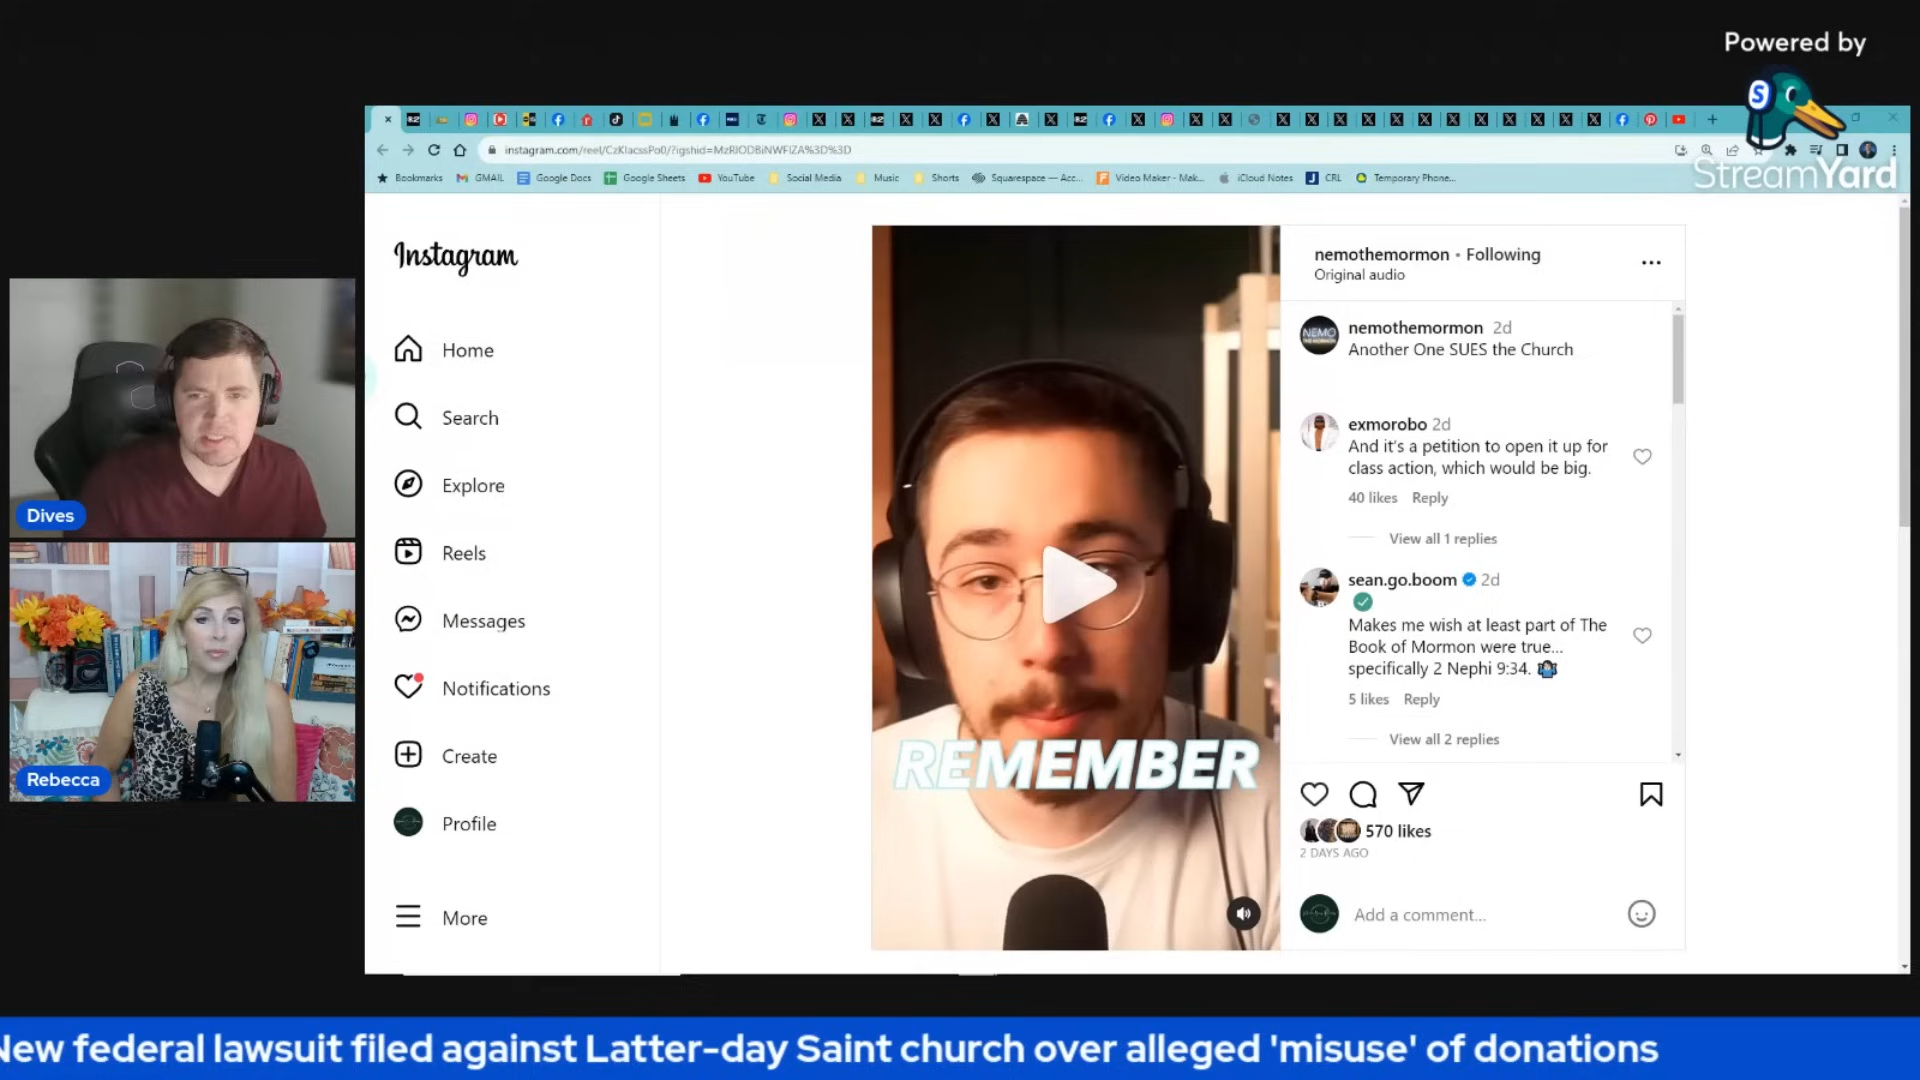 Powered by
StreamYard
instagram.com/reel/CzKlacssPo0/?igshid=MzRlODBiNWFlZA%3D%3D
Bookmarks
GMAIL
Google Docs
Google Sheets
YouTube
Social Media
Music
Shorts
Squarespace — Acc...
Video Maker - Mak...
iCloud Notes
CRL
Temporary Phone...
Instagram
Home
Search
Explore
Reels
Messages
Notifications
Create
Profile
More
Dives
Rebecca
REMEMBER
nemothemormon • Following
Original audio
NEMO
nemothemormon 2d
Another One SUES the Church
exmorobo 2d
And it's a petition to open it up for
class action, which would be big.
40 likes Reply
View all 1 replies
sean.go.boom 2d
Makes me wish at least part of The
Book of Mormon were true...
specifically 2 Nephi 9:34.
5 likes Reply
View all 2 replies
570 likes
2 DAYS AGO
Add a comment...
New federal lawsuit filed against Latter-day Saint church over alleged 'misuse' of donations